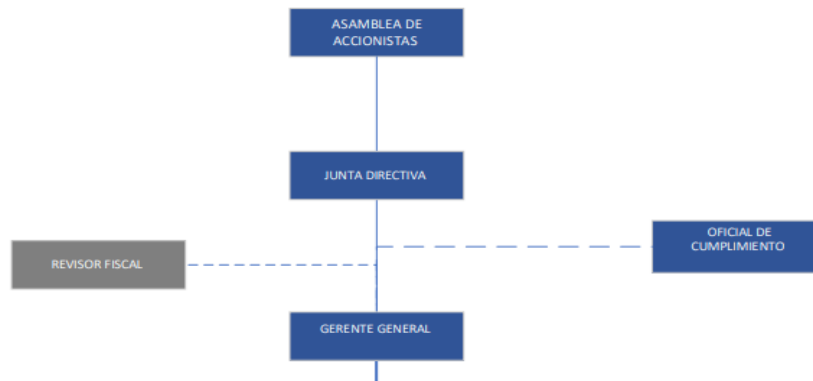 ASAMBLEA DE
ACCIONISTAS
JUNTA DIRECTIVA
OFICIAL DE
CUMPLIMIENTO
REVISOR FISCAL
GERENTE GENERAL